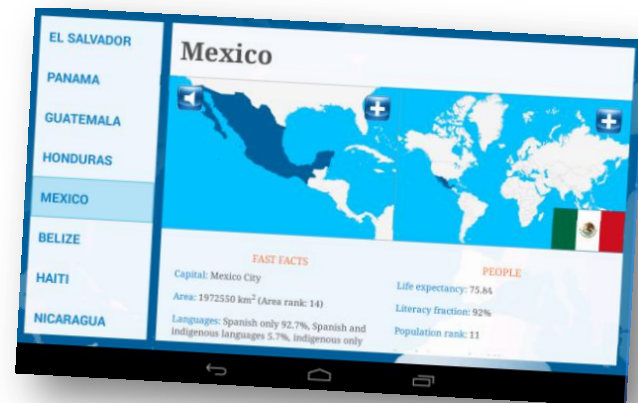 EL SALVADOR
PANAMA
GUATEMALA
HONDURAS
MEXICO
BELIZE
HAITI
NICARAGUA
Mexico
FAST FACTS
Capital: Mexico City
Area: 1972550 km² (Area rank: 14)
Languages: Spanish only 92.7%, Spanish and
indigenous languages 5.7%, indigenous only
PEOPLE
Life expectancy: 75.84
Literacy fraction: 92%
Population rank: 11